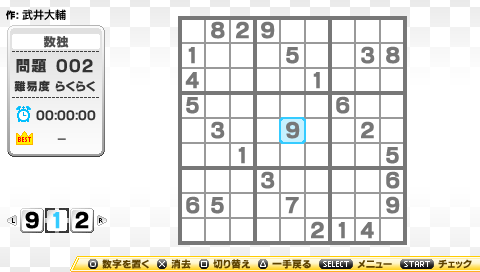 作: 武井大輔
数独
問題 002
難易度 らくらく
00:00:00
BEST —
8 2 9
1 5 3 8
4 1
5 6
3 9 2
1 5
3 6
6 5 7 9
2 1 4
L 9 1 2 R
数字を置く 消去 切り替え 一手戻る SELECT メニュー START チェック